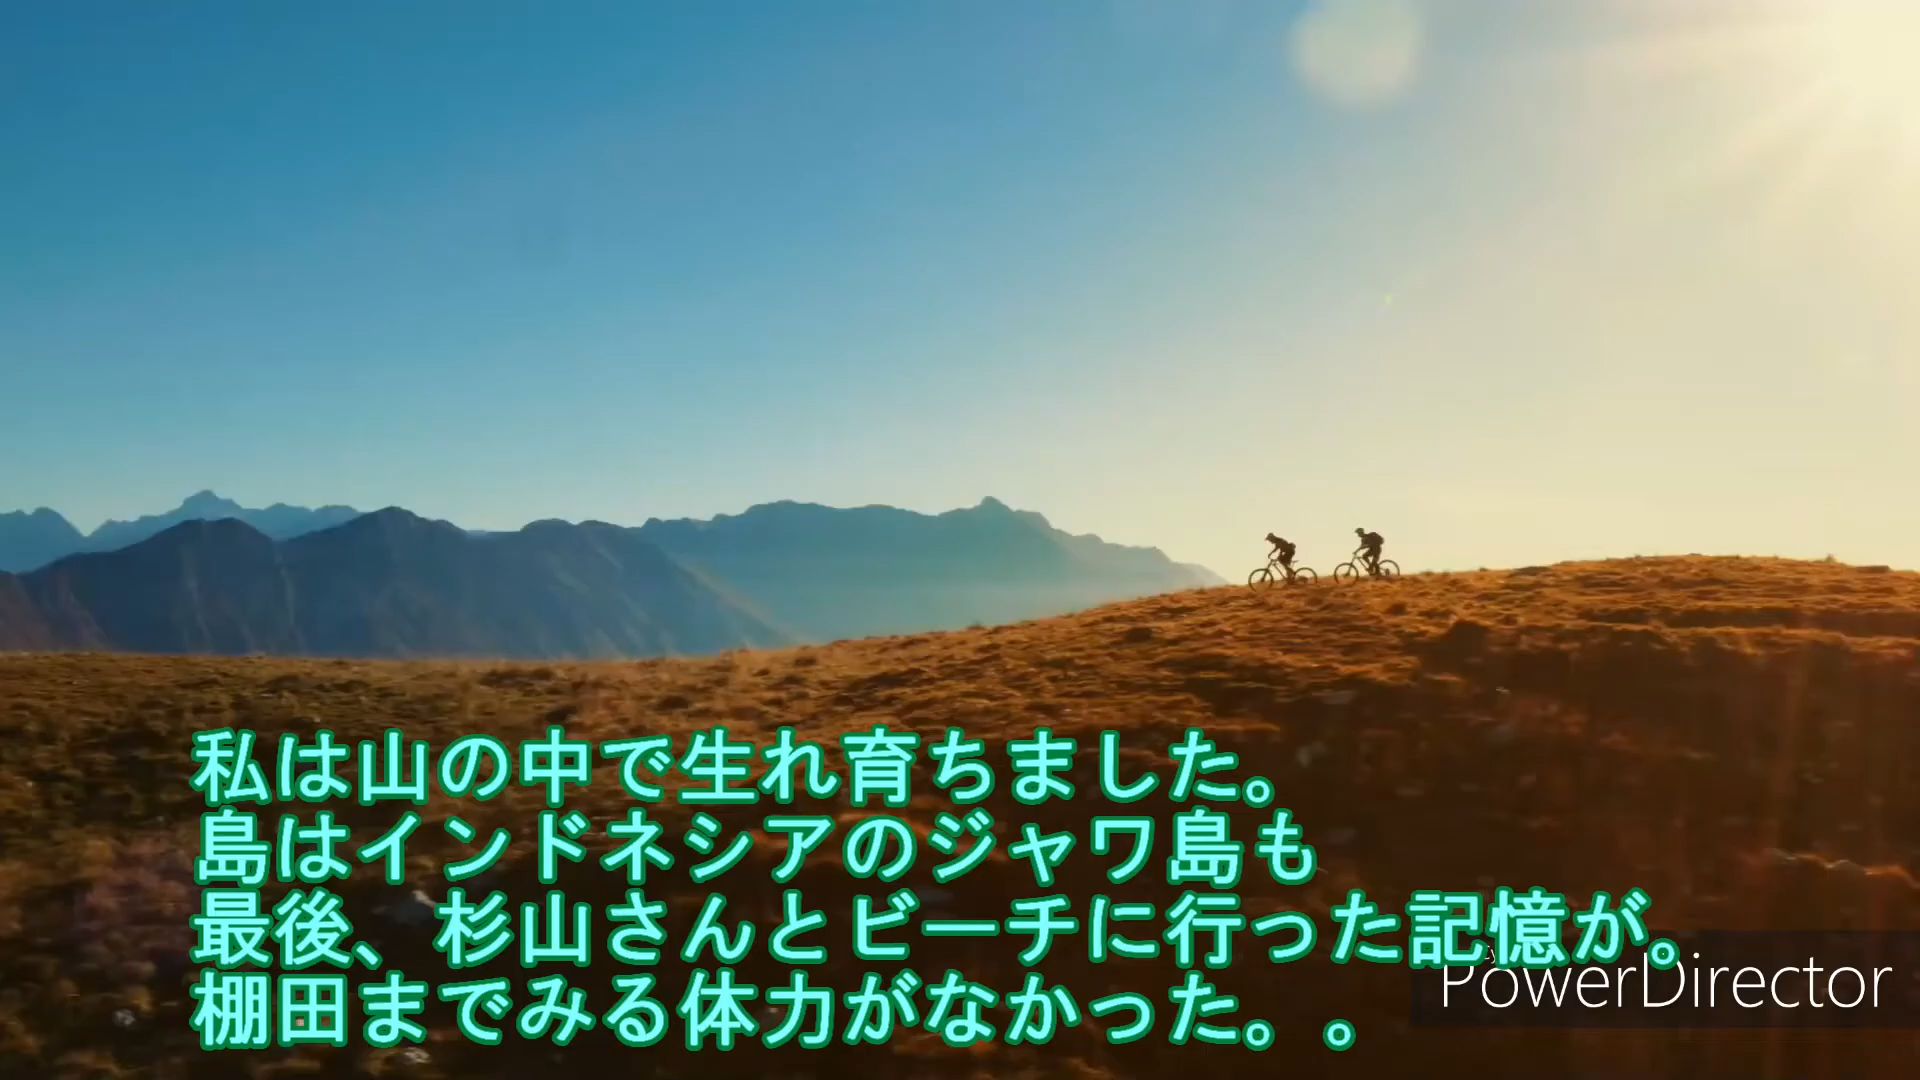 私は山の中で生れ育ちました。
島はインドネシアのジャワ島も
最後、杉山さんとビーチに行った記憶が。
棚田までみる体力がなかった。。
PowerDirector